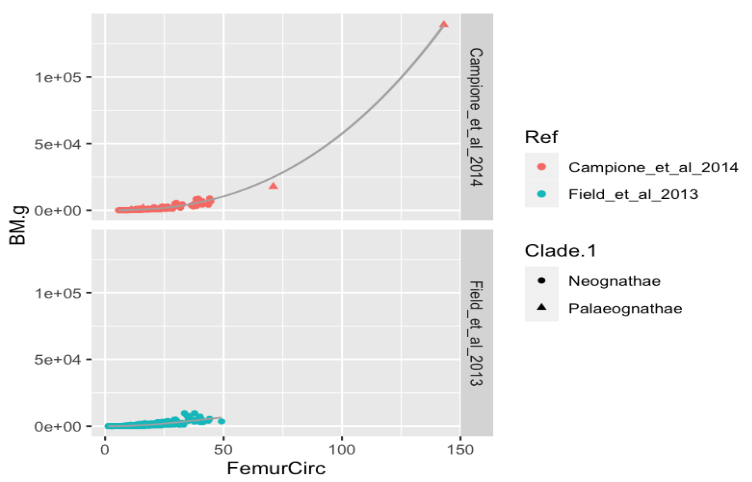 BM.g
1e+05
5e+04
0e+00
Campione_et_al_2014
1e+05
5e+04
0e+00
Field_et_al_2013
0
50
100
150
FemurCirc
Ref
Campione_et_al_2014
Field_et_al_2013
Clade.1
Neognathae
Palaeognathae